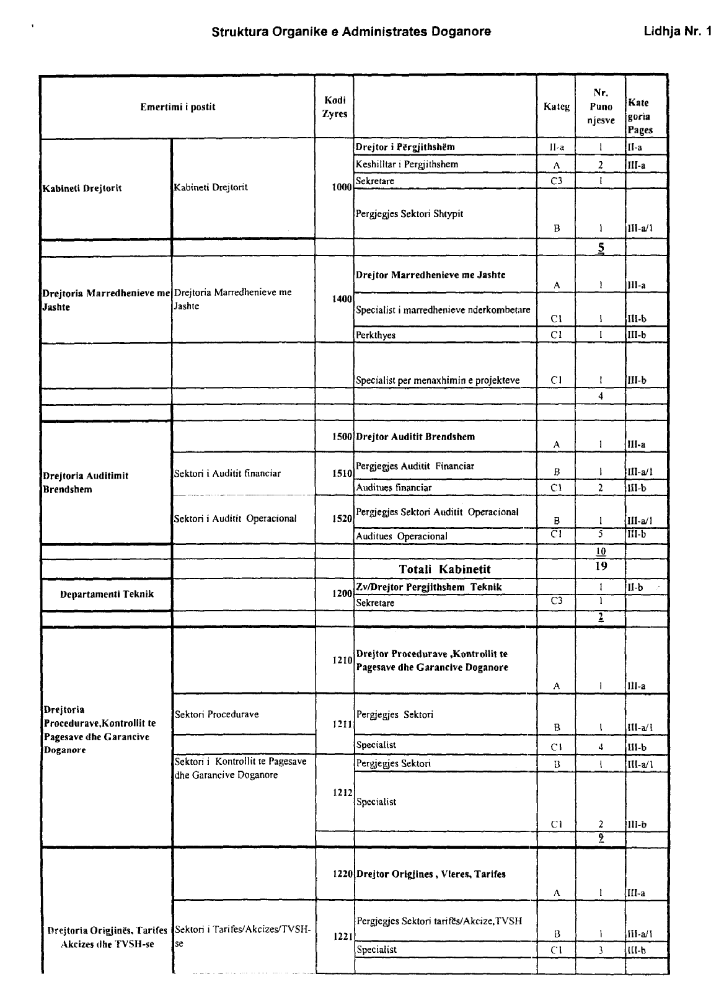 Struktura Organike e Administrates Doganore
Lidhja Nr. 1
Emertimi i postit
Kodi
Zyres
Kateg
Nr.
Puno
njesve
Kate
goria
Pages
Kabineti Drejtorit
Kabineti Drejtorit
1000
Drejtor i Përgjithshëm II-a 1 II-a
Keshilltar i Pergjithshem A 2 III-a
Sekretare C3 1
Pergjegjes Sektori Shtypit
B 1 III-a/1
5
Drejtoria Marredhenieve me
Jashte
Drejtoria Marredhenieve me
Jashte
1400
Drejtor Marredhenieve me Jashte
A 1 III-a
Specialist i marredhenieve nderkombetare
C1 1 III-b
Perkthyes C1 1 III-b
Specialist per menaxhimin e projekteve C1 1 III-b
4
Drejtoria Auditimit
Brendshem
1500 Drejtor Auditit Brendshem
A 1 III-a
Sektori i Auditit financiar
1510
Pergjegjes Auditit Financiar
B 1 III-a/1
Auditues financiar C1 2 III-b
Sektori i Auditit Operacional
1520
Pergjegjes Sektori Auditit Operacional
B 1 III-a/1
Auditues Operacional C1 5 III-b
10
Totali Kabinetit 19
Departamenti Teknik
1200
Zv/Drejtor Pergjithshem Teknik 1 II-b
Sekretare C3 1
2
Drejtoria
Procedurave,Kontrollit te
Pagesave dhe Garancive
Doganore
1210
Drejtor Procedurave ,Kontrollit te
Pagesave dhe Garancive Doganore
A 1 III-a
Sektori Procedurave
1211
Pergjegjes Sektori
B 1 III-a/1
Specialist C1 4 III-b
Sektori i Kontrollit te Pagesave
dhe Garancive Doganore
1212
Pergjegjes Sektori B 1 III-a/1
Specialist
C1 2 III-b
9
Drejtoria Origjinës, Tarifes
Akcizes dhe TVSH-se
1220 Drejtor Origjines , Vleres, Tarifes
A 1 III-a
Sektori i Tarifes/Akcizes/TVSH-
se
1221
Pergjegjes Sektori tarifës/Akcize,TVSH
B 1 III-a/1
Specialist C1 3 III-b